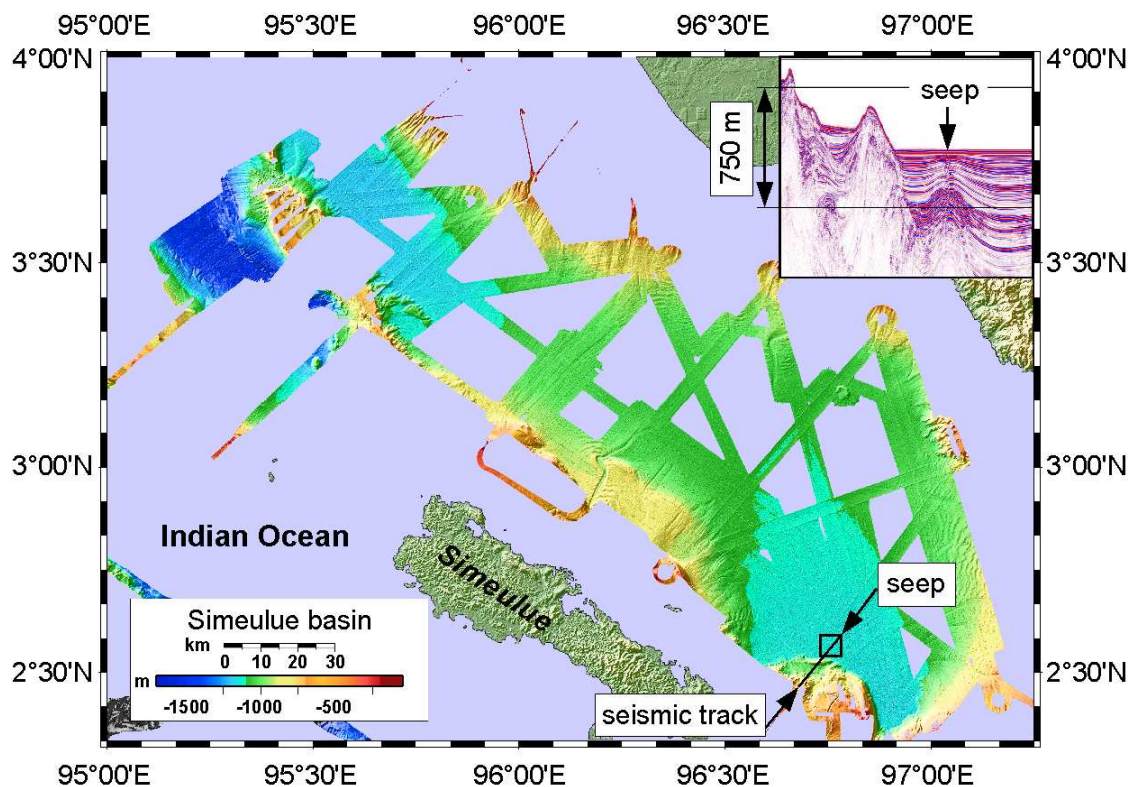 95°00'E 95°30'E 96°00'E 96°30'E 97°00'E
4°00'N 4°00'N
seep
750 m
3°30'N 3°30'N
3°00'N 3°00'N
Indian Ocean
Simeulue
seep
Simeulue basin
km 0 10 20 30
m -1500 -1000 -500
2°30'N 2°30'N
seismic track
95°00'E 95°30'E 96°00'E 96°30'E 97°00'E